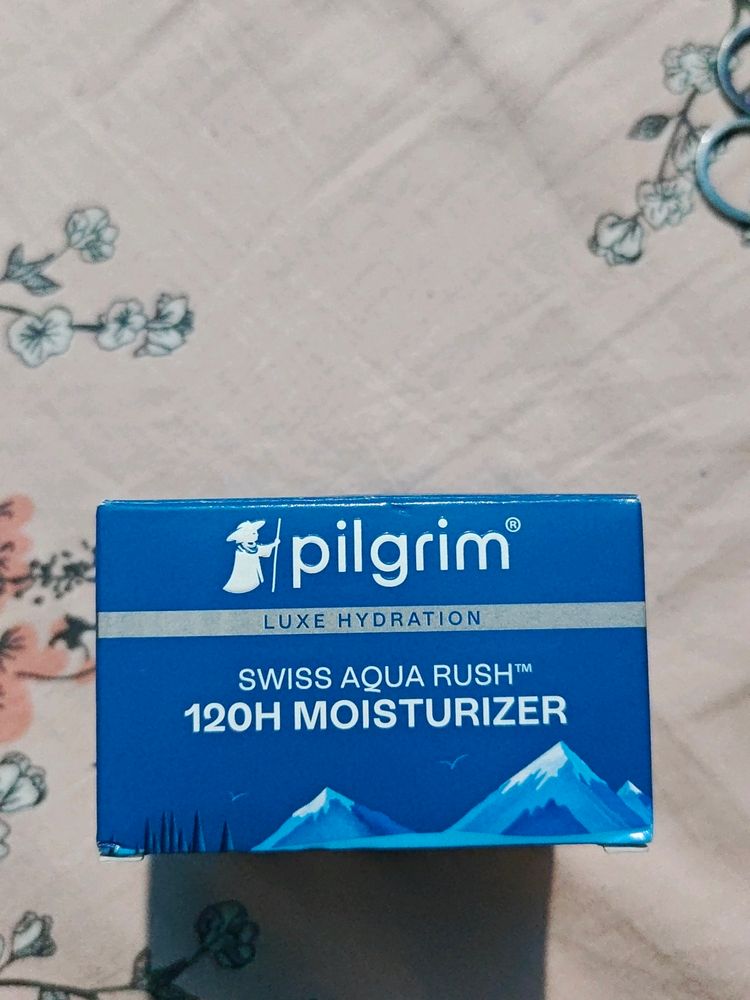 pilgrim®
LUXE HYDRATION
SWISS AQUA RUSH™
120H MOISTURIZER